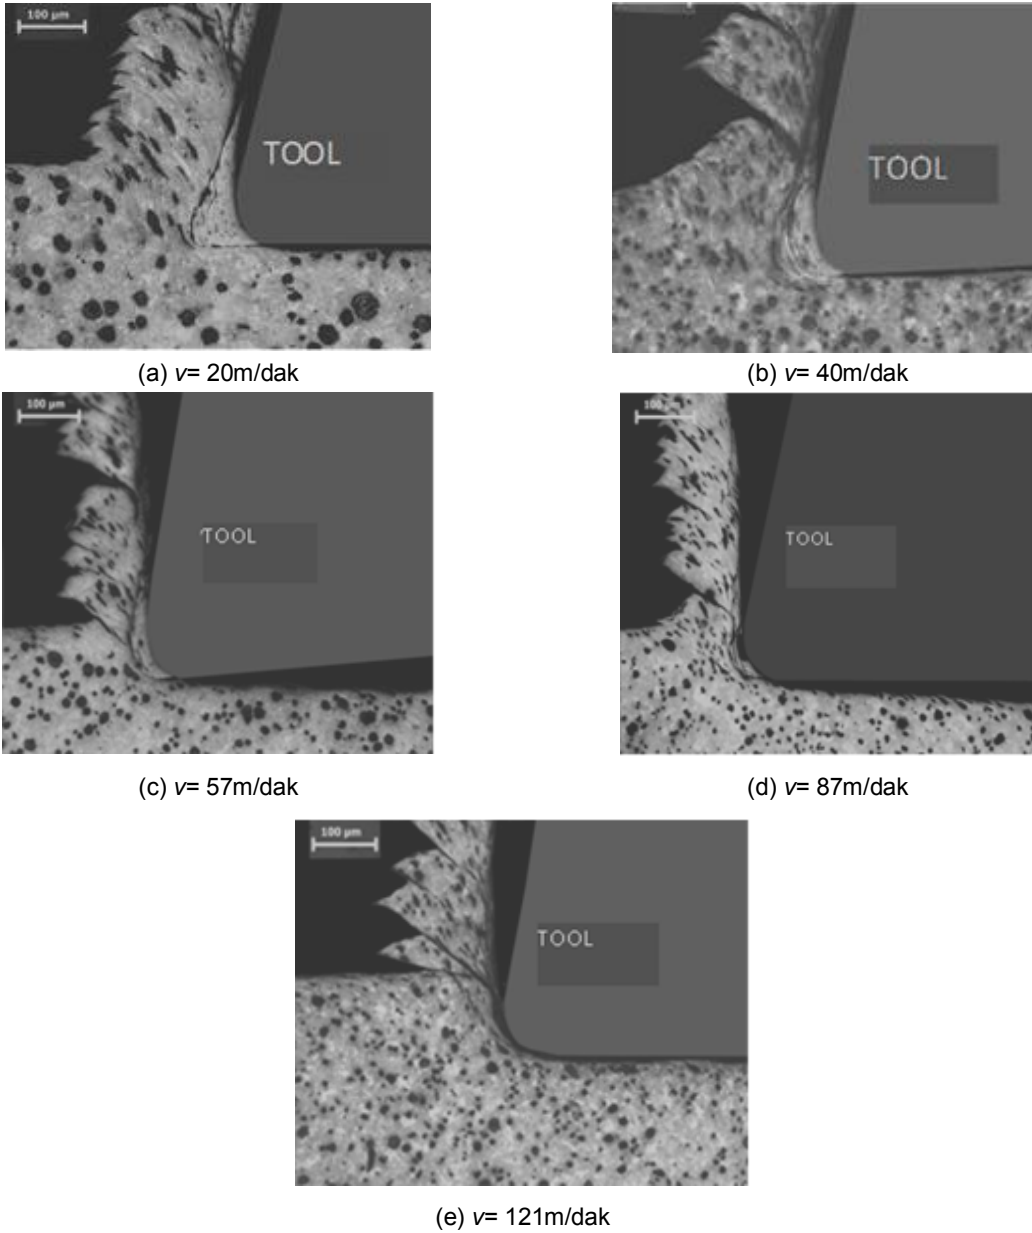 100 µm
TOOL
TOOL
(a) v= 20m/dak
(b) v= 40m/dak
100 µm
TOOL
100
TOOL
(c) v= 57m/dak
(d) v= 87m/dak
100 µm
TOOL
(e) v= 121m/dak